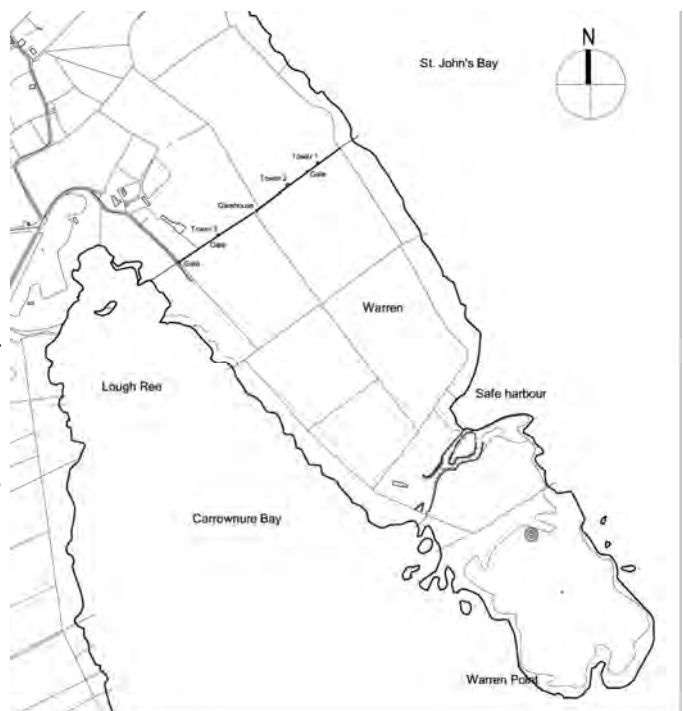 N
St. John's Bay
Tower 1
Gate
Tower 2
Gatehouse
Tower 3
Gate
Gate
Warren
Lough Ree
Safe harbour
Carrownure Bay
Warren Point